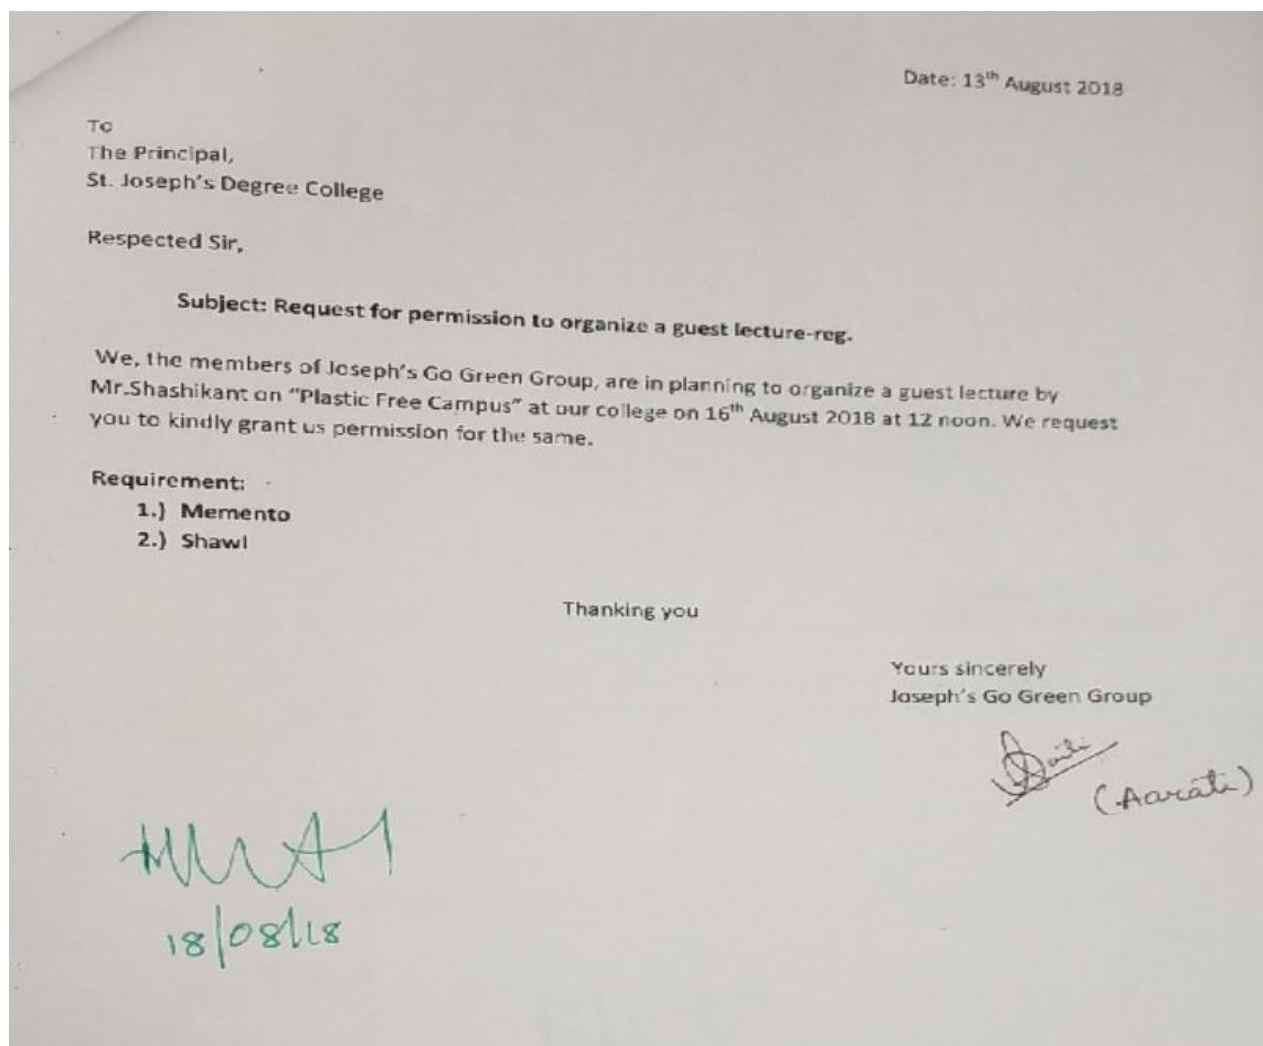 Date: 13th August 2018
To
The Principal,
St. Joseph's Degree College
Respected Sir,
Subject: Request for permission to organize a guest lecture-reg.
We, the members of Joseph's Go Green Group, are in planning to organize a guest lecture by
Mr.Shashikant on "Plastic Free Campus" at our college on 16th August 2018 at 12 noon. We request
you to kindly grant us permission for the same.
Requirement:
1.) Memento
2.) Shawl
Thanking you
Yours sincerely
Joseph's Go Green Group
(Aarati)
18/08/18